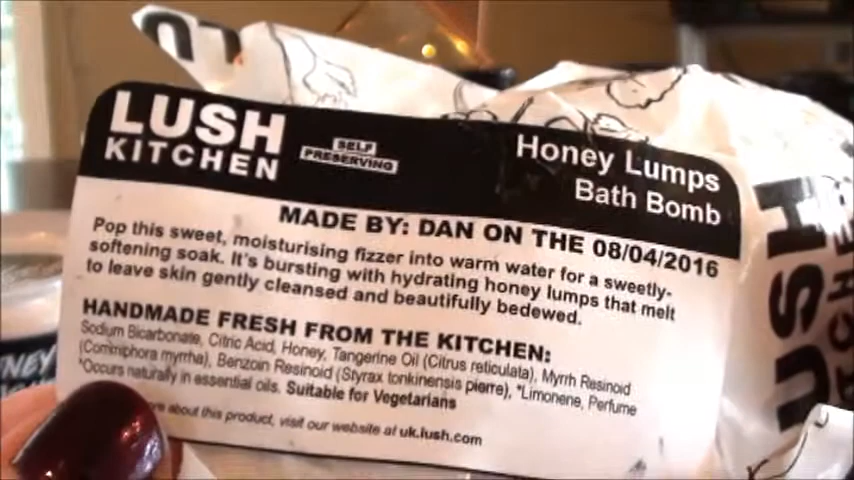 LUSH
KITCHEN
SELF
PRESERVING
Honey Lumps
Bath Bomb
MADE BY: DAN ON THE 08/04/2016
Pop this sweet, moisturising fizzer into warm water for a sweetly-
softening soak. It's bursting with hydrating honey lumps that melt
to leave skin gently cleansed and beautifully bedewed.
HANDMADE FRESH FROM THE KITCHEN:
Sodium Bicarbonate, Citric Acid, Honey, Tangerine Oil (Citrus reticulata), Myrrh Resinoid
(Commiphora myrrha), Benzoin Resinoid (Styrax tonkinensis pierre), *Limonene, Perfume
*Occurs naturally in essential oils. Suitable for Vegetarians
more about this product, visit our website at uk.lush.com
USH